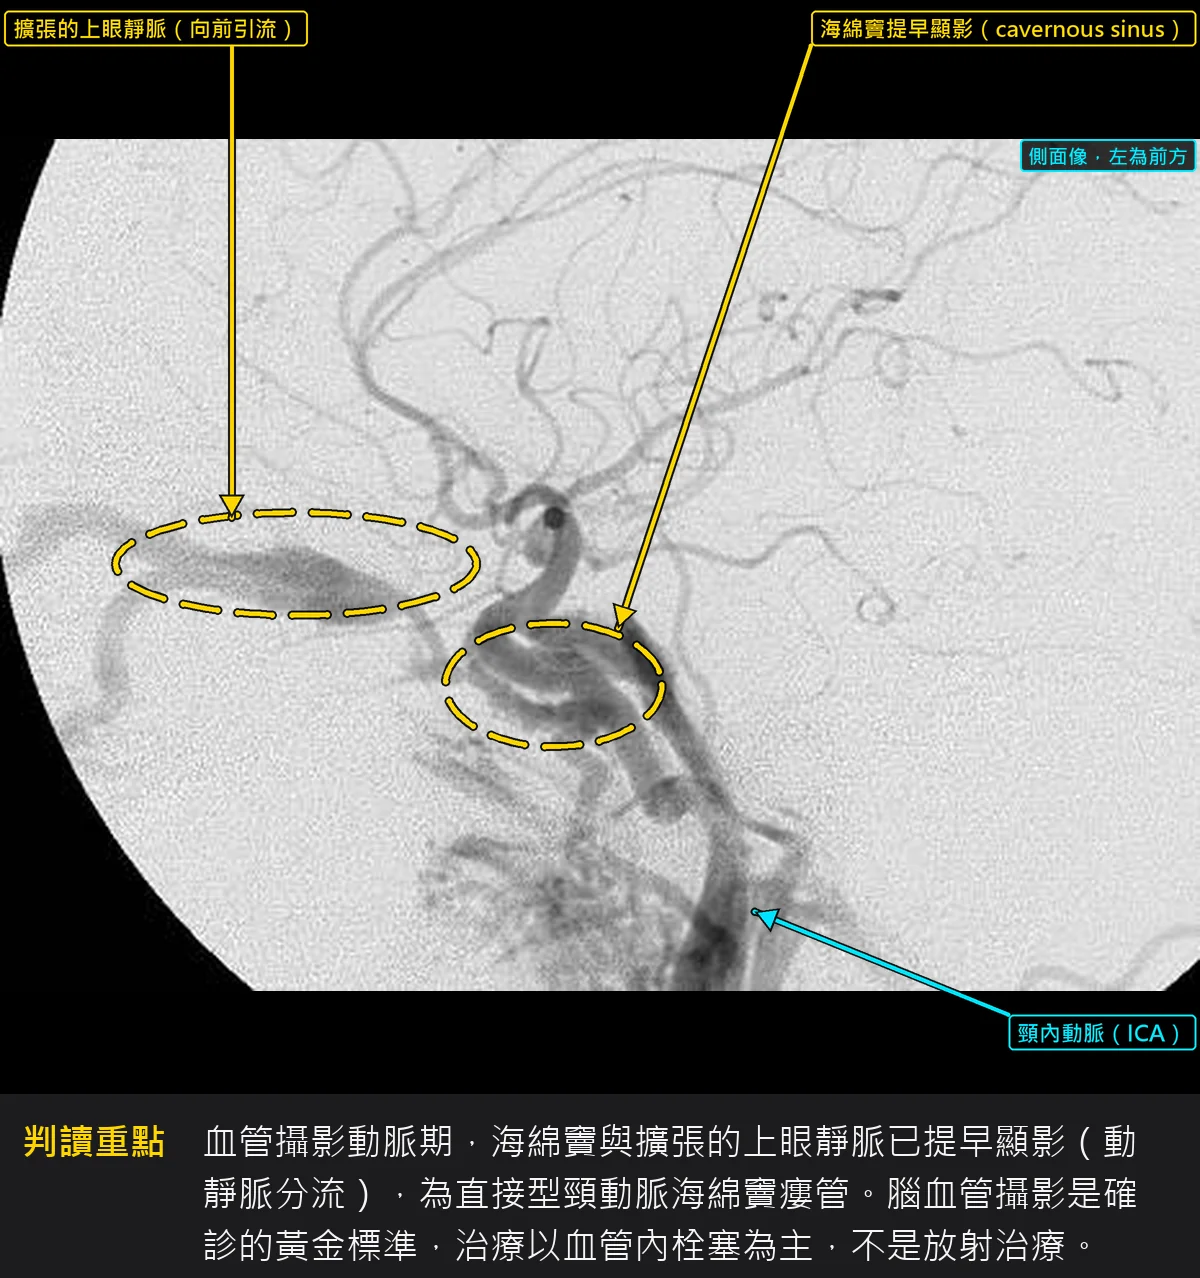 擴張的上眼靜脈（向前引流）
海綿竇提早顯影（cavernous sinus）
側面像，左為前方
頸內動脈（ICA）
判讀重點
血管攝影動脈期，海綿竇與擴張的上眼靜脈已提早顯影（動
靜脈分流），為直接型頸動脈海綿竇瘻管。腦血管攝影是確
診的黃金標準，治療以血管內栓塞為主，不是放射治療。